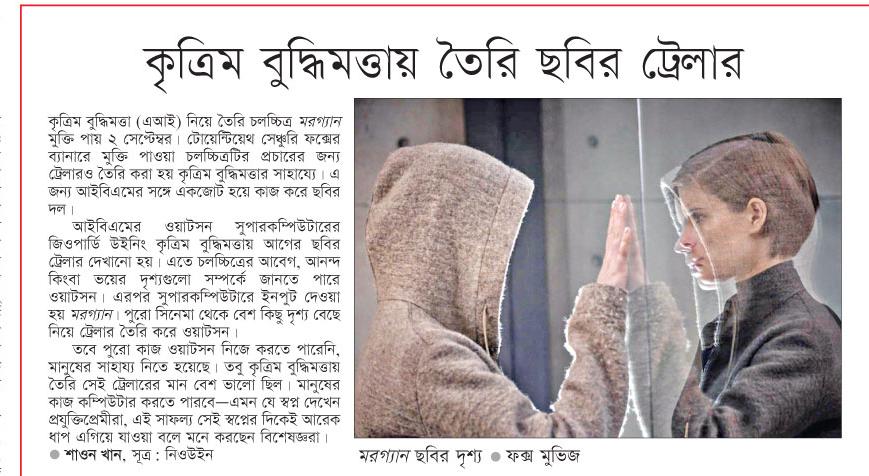 কৃত্রিম বুদ্ধিমত্তায় তৈরি ছবির ট্রেলার
কৃত্রিম বুদ্ধিমত্তা (এআই) নিয়ে তৈরি চলচ্চিত্র মরগ্যান
মুক্তি পায় ২ সেপ্টেম্বর। টোয়েন্টিয়েথ সেঞ্চুরি ফক্সের
ব্যানারে মুক্তি পাওয়া চলচ্চিত্রটির প্রচারের জন্য
ট্রেলারও তৈরি করা হয় কৃত্রিম বুদ্ধিমত্তার সাহায্যে। এ
জন্য আইবিএমের সঙ্গে একজোট হয়ে কাজ করে ছবির
দল।
আইবিএমের ওয়াটসন সুপারকম্পিউটারের
জিওপার্ডি উইনিং কৃত্রিম বুদ্ধিমত্তায় আগের ছবির
ট্রেলার দেখানো হয়। এতে চলচ্চিত্রের আবেগ, আনন্দ
কিংবা ভয়ের দৃশ্যগুলো সম্পর্কে জানতে পারে
ওয়াটসন। এরপর সুপারকম্পিউটারে ইনপুট দেওয়া
হয় মরগ্যান। পুরো সিনেমা থেকে বেশ কিছু দৃশ্য বেছে
নিয়ে ট্রেলার তৈরি করে ওয়াটসন।
তবে পুরো কাজ ওয়াটসন নিজে করতে পারেনি,
মানুষের সাহায্য নিতে হয়েছে। তবু কৃত্রিম বুদ্ধিমত্তায়
তৈরি সেই ট্রেলারের মান বেশ ভালো ছিল। মানুষের
কাজ কম্পিউটার করতে পারবে—এমন যে স্বপ্ন দেখেন
প্রযুক্তিপ্রেমীরা, এই সাফল্য সেই স্বপ্নের দিকেই আরেক
ধাপ এগিয়ে যাওয়া বলে মনে করছেন বিশেষজ্ঞরা।
● শাওন খান, সূত্র : নিওউইন
মরগ্যান ছবির দৃশ্য ● ফক্স মুভিজ